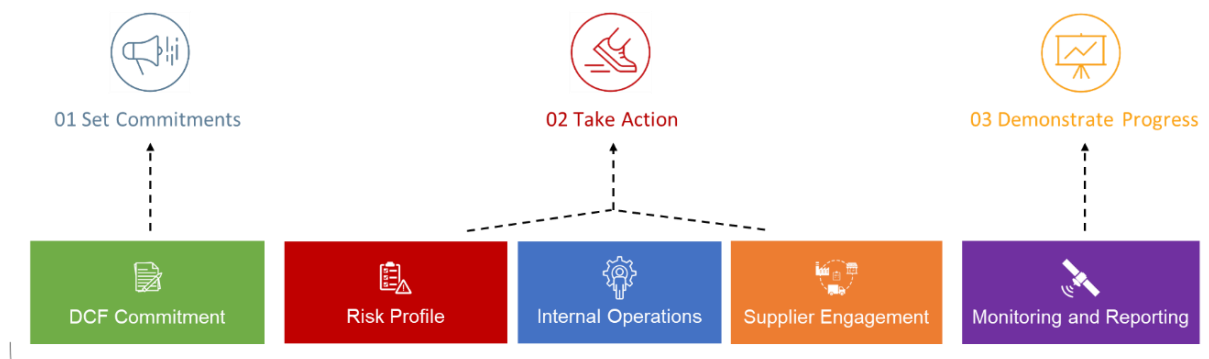 01 Set Commitments
02 Take Action
03 Demonstrate Progress
DCF Commitment
Risk Profile
Internal Operations
Supplier Engagement
Monitoring and Reporting